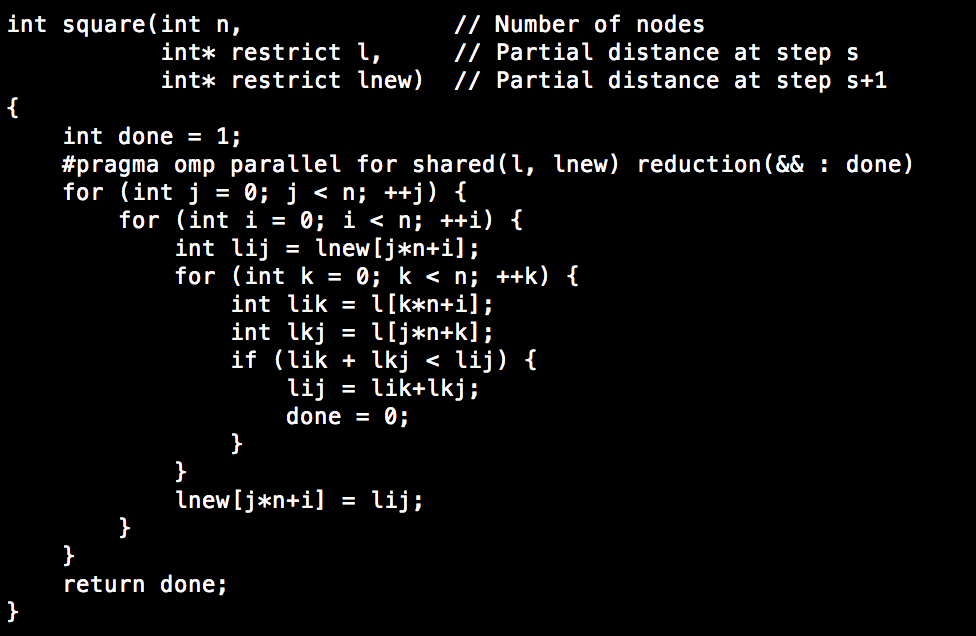 int square(int n,               // Number of nodes
           int* restrict l,     // Partial distance at step s
           int* restrict lnew)  // Partial distance at step s+1
{
    int done = 1;
    #pragma omp parallel for shared(l, lnew) reduction(&& : done)
    for (int j = 0; j < n; ++j) {
        for (int i = 0; i < n; ++i) {
            int lij = lnew[j*n+i];
            for (int k = 0; k < n; ++k) {
                int lik = l[k*n+i];
                int lkj = l[j*n+k];
                if (lik + lkj < lij) {
                    lij = lik+lkj;
                    done = 0;
                }
            }
            lnew[j*n+i] = lij;
        }
    }
    return done;
}